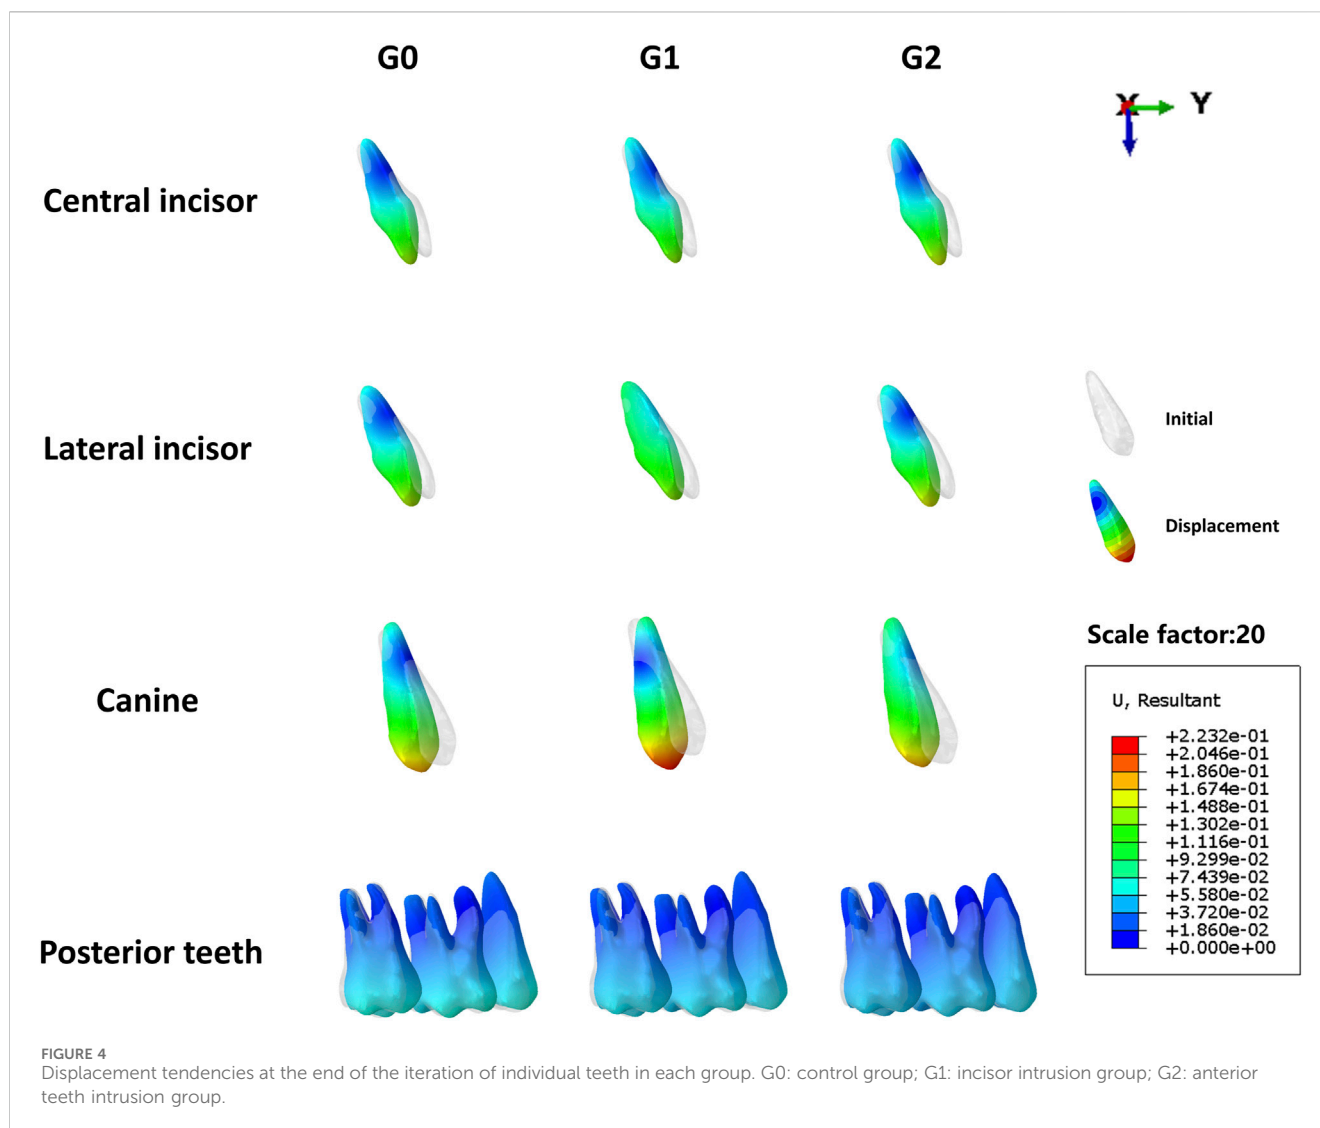 G0 G1 G2
X Y
Central incisor
Lateral incisor
Initial
Displacement
Canine
Scale factor:20
U, Resultant
+2.232e-01
+2.046e-01
+1.860e-01
+1.674e-01
+1.488e-01
+1.302e-01
+1.116e-01
+9.299e-02
+7.439e-02
+5.580e-02
+3.720e-02
+1.860e-02
+0.000e+00
Posterior teeth
FIGURE 4
Displacement tendencies at the end of the iteration of individual teeth in each group. G0: control group; G1: incisor intrusion group; G2: anterior
teeth intrusion group.